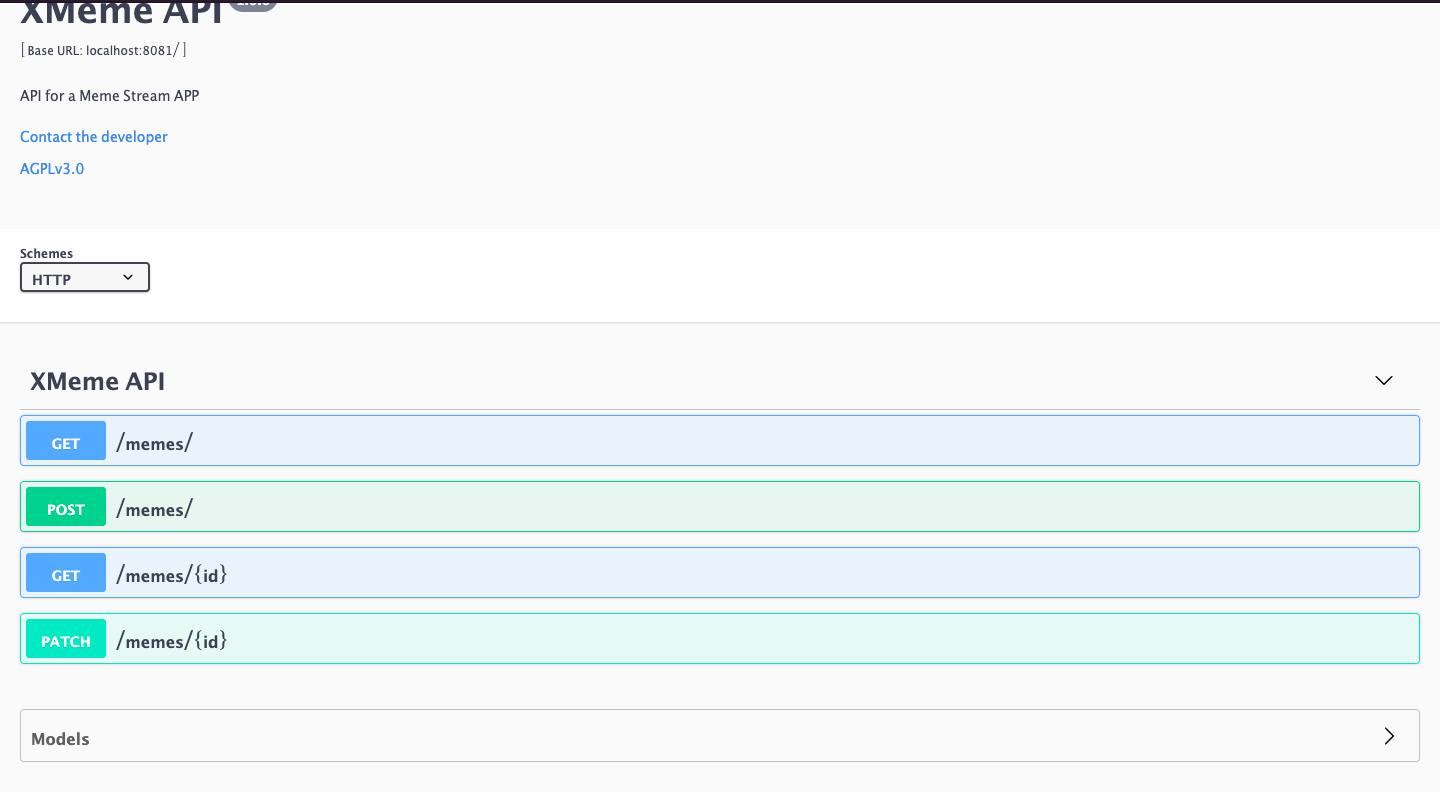 XMeme API
[ Base URL: localhost:8081/ ]
API for a Meme Stream APP
Contact the developer
AGPLv3.0
Schemes
HTTP
XMeme API
GET /memes/
POST /memes/
GET /memes/{id}
PATCH /memes/{id}
Models